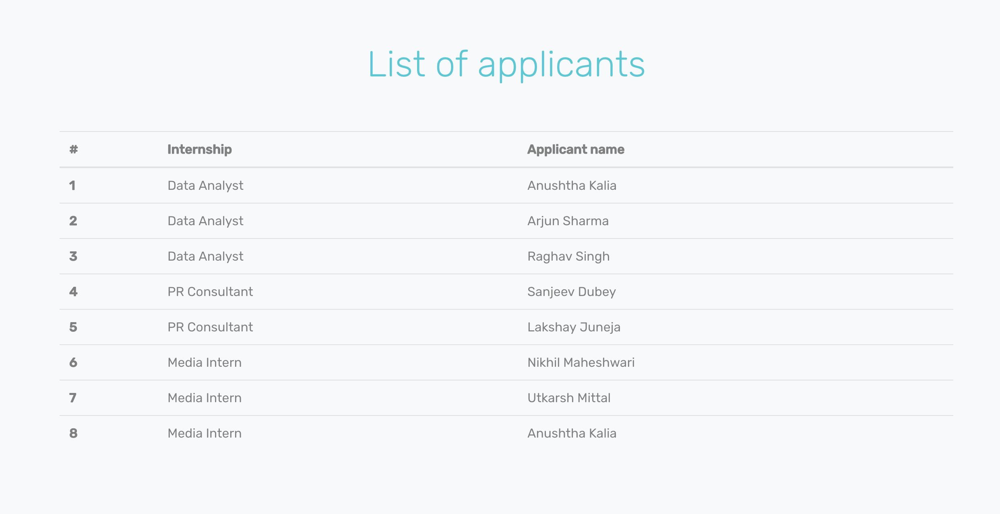 List of applicants
# Internship Applicant name
1 Data Analyst Anushtha Kalia
2 Data Analyst Arjun Sharma
3 Data Analyst Raghav Singh
4 PR Consultant Sanjeev Dubey
5 PR Consultant Lakshay Juneja
6 Media Intern Nikhil Maheshwari
7 Media Intern Utkarsh Mittal
8 Media Intern Anushtha Kalia